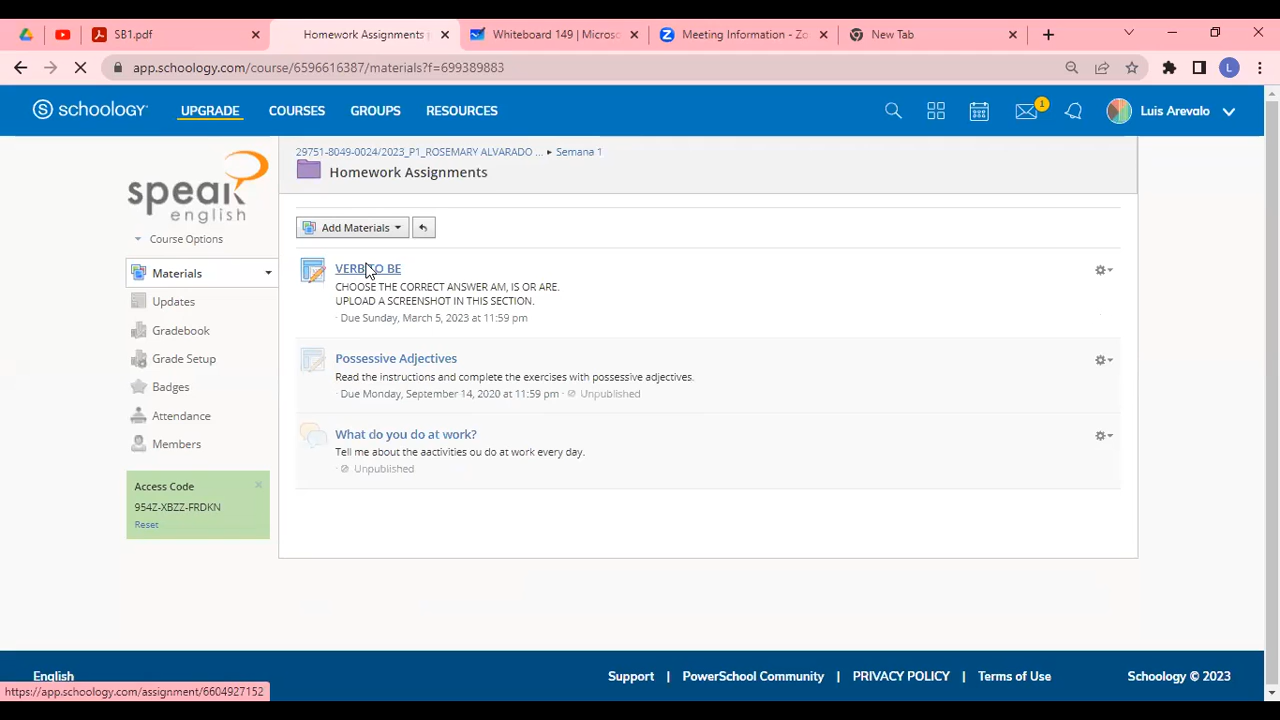 SB1.pdf
Homework Assignments
Whiteboard 149 | Microso
Meeting Information - Zo
New Tab
app.schoology.com/course/6596616387/materials?f=699389883
schoology
UPGRADE
COURSES
GROUPS
RESOURCES
1
L
Luis Arevalo
speak
english
Course Options
Materials
Updates
Gradebook
Grade Setup
Badges
Attendance
Members
Access Code
954Z-XBZZ-FRDKN
Reset
29751-8049-0024/2023_P1_ROSEMARY ALVARADO ... ▸ Semana 1
Homework Assignments
Add Materials
VERB TO BE
CHOOSE THE CORRECT ANSWER AM, IS OR ARE.
UPLOAD A SCREENSHOT IN THIS SECTION.
· Due Sunday, March 5, 2023 at 11:59 pm
Possessive Adjectives
Read the instructions and complete the exercises with possessive adjectives.
· Due Monday, September 14, 2020 at 11:59 pm · Unpublished
What do you do at work?
Tell me about the aactivities ou do at work every day.
· Unpublished
English
Support | PowerSchool Community | PRIVACY POLICY | Terms of Use
Schoology © 2023
https://app.schoology.com/assignment/6604927152